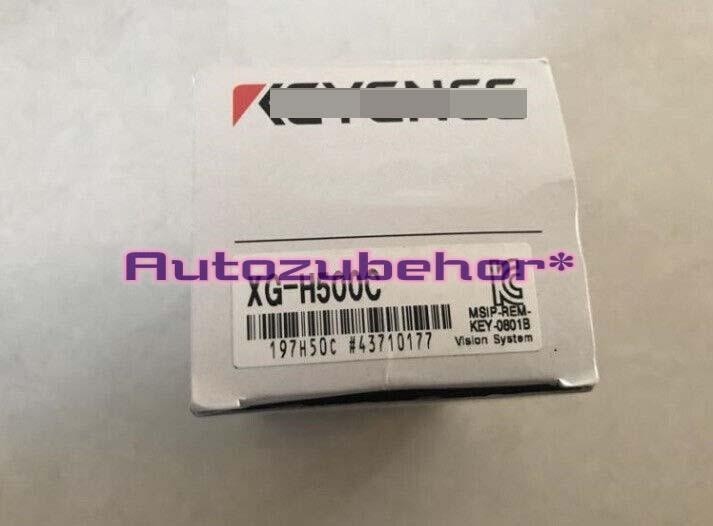 KEYENCE
Autozubehor*
XG-H500C
197H50C #43710177
MSIP-REM-
KEY-0801B
Vision System